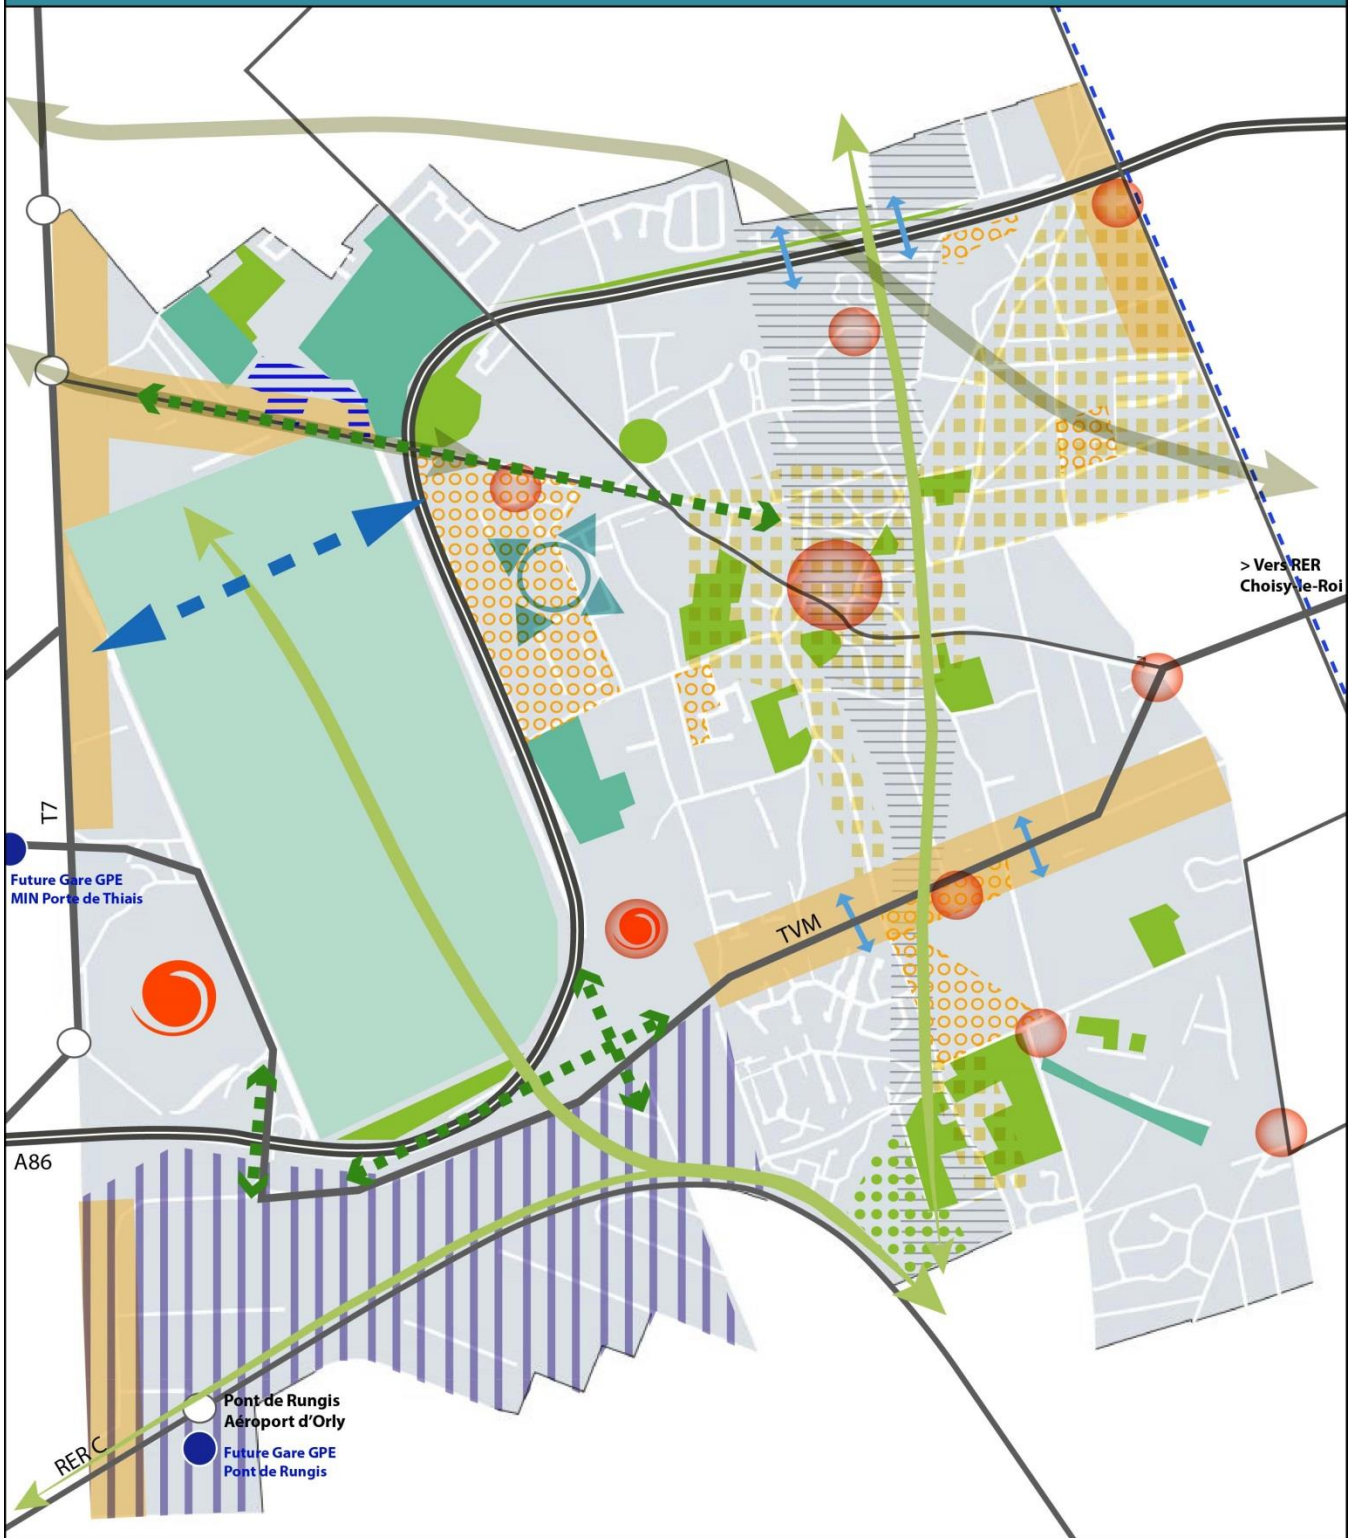 > Vers RER
Choisy-le-Roi
T7
Future Gare GPE
MIN Porte de Thiais
TVM
A86
Pont de Rungis
Aéroport d'Orly
Future Gare GPE
Pont de Rungis
RER C